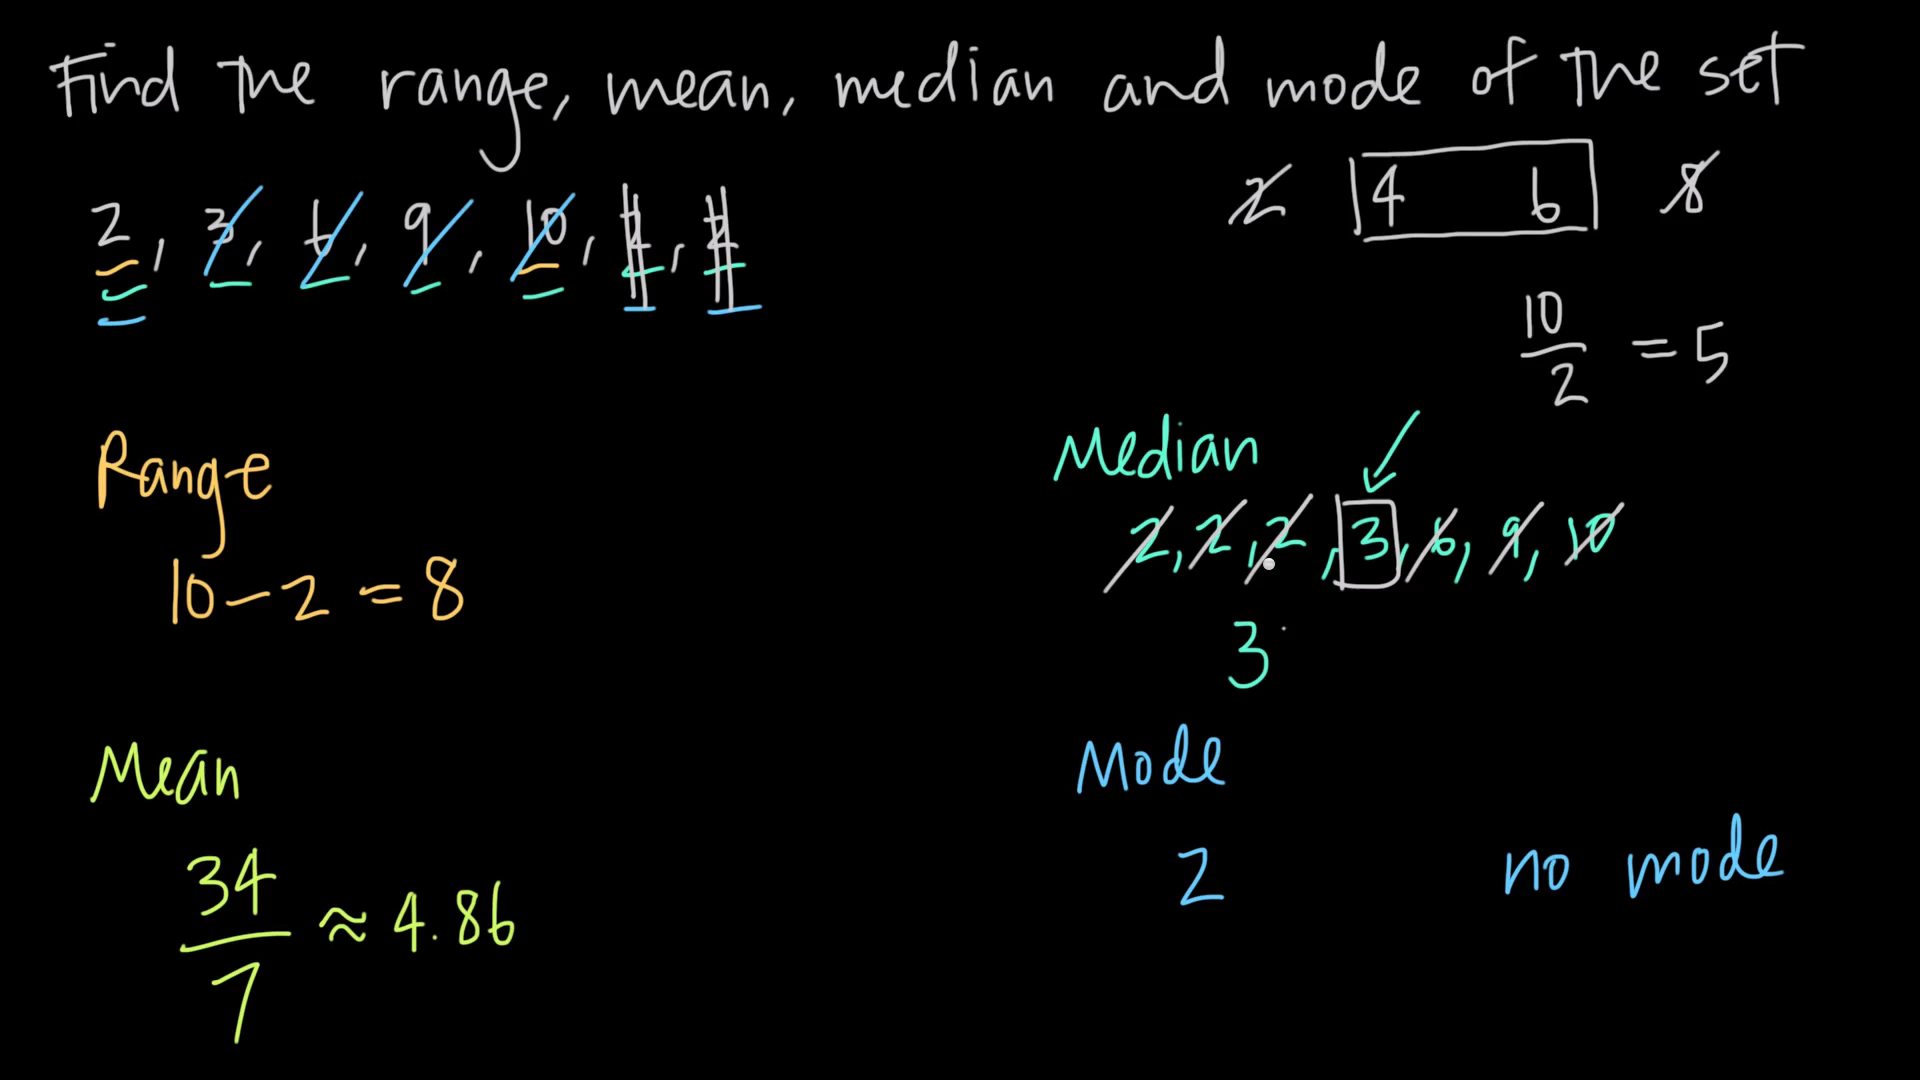 Find the range, mean, median and mode of the set
2, 3, 6, 9, 10, 2, 2
2 4 6 8
10
2
= 5
Range
10 - 2 = 8
Median
2, 2, 2, 3, 6, 9, 10
3
Mean
34
7
≈ 4.86
Mode
2
no mode